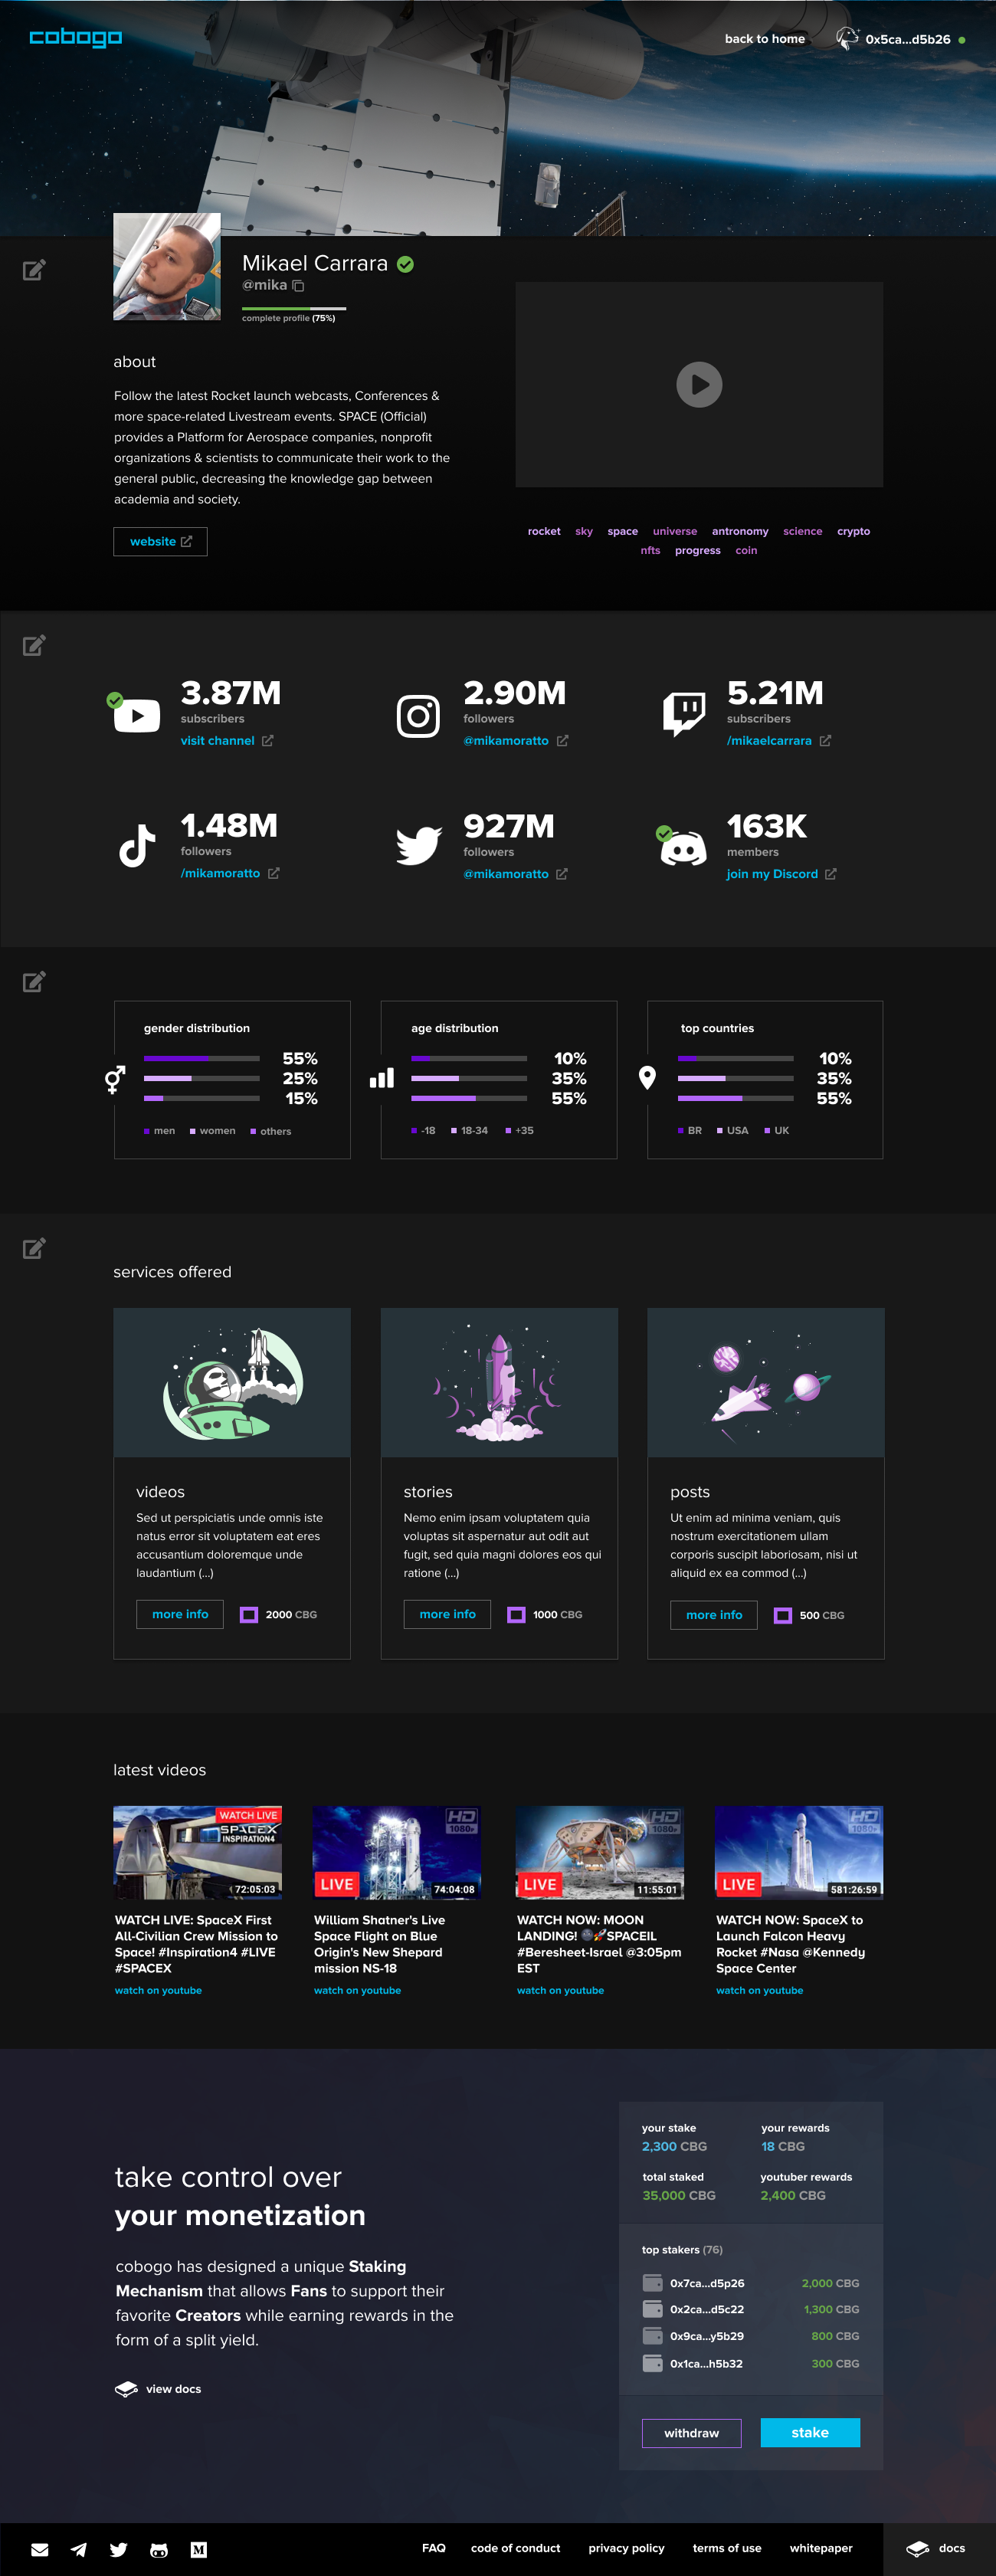 cobogo
back to home
0x5ca...d5b26
Mikael Carrara
@mika
complete profile (75%)
about
Follow the latest Rocket launch webcasts, Conferences &
more space-related Livestream events. SPACE (Official)
provides a Platform for Aerospace companies, nonprofit
organizations & scientists to communicate their work to the
general public, decreasing the knowledge gap between
academia and society.
website
rocket sky space universe antronomy science crypto
nfts progress coin
3.87M
subscribers
visit channel
2.90M
followers
@mikamoratto
5.21M
subscribers
/mikaelcarrara
1.48M
followers
/mikamoratto
927M
followers
@mikamoratto
163K
members
join my Discord
gender distribution
55%
25%
15%
men women others
age distribution
10%
35%
55%
-18 18-34 +35
top countries
10%
35%
55%
BR USA UK
services offered
videos
Sed ut perspiciatis unde omnis iste
natus error sit voluptatem eat eres
accusantium doloremque unde
laudantium (...)
more info
2000 CBG
stories
Nemo enim ipsam voluptatem quia
voluptas sit aspernatur aut odit aut
fugit, sed quia magni dolores eos qui
ratione (...)
more info
1000 CBG
posts
Ut enim ad minima veniam, quis
nostrum exercitationem ullam
corporis suscipit laboriosam, nisi ut
aliquid ex ea commod (...)
more info
500 CBG
latest videos
WATCH LIVE
SPACEX
INSPIRATION4
72:05:03
WATCH LIVE: SpaceX First
All-Civilian Crew Mission to
Space! #Inspiration4 #LIVE
#SPACEX
watch on youtube
HD
1080P
LIVE
74:04:08
William Shatner's Live
Space Flight on Blue
Origin's New Shepard
mission NS-18
watch on youtube
HD
1080P
LIVE
11:55:01
WATCH NOW: MOON
LANDING! 🌚🚀SPACEIL
#Beresheet-Israel @3:05pm
EST
watch on youtube
HD
1080P
LIVE
581:26:59
WATCH NOW: SpaceX to
Launch Falcon Heavy
Rocket #Nasa @Kennedy
Space Center
watch on youtube
take control over
your monetization
cobogo has designed a unique Staking
Mechanism that allows Fans to support their
favorite Creators while earning rewards in the
form of a split yield.
view docs
your stake
2,300 CBG
your rewards
18 CBG
total staked
35,000 CBG
youtuber rewards
2,400 CBG
top stakers (76)
0x7ca...d5p26 2,000 CBG
0x2ca...d5c22 1,300 CBG
0x9ca...y5b29 800 CBG
0x1ca...h5b32 300 CBG
withdraw
stake
M
FAQ code of conduct privacy policy terms of use whitepaper docs